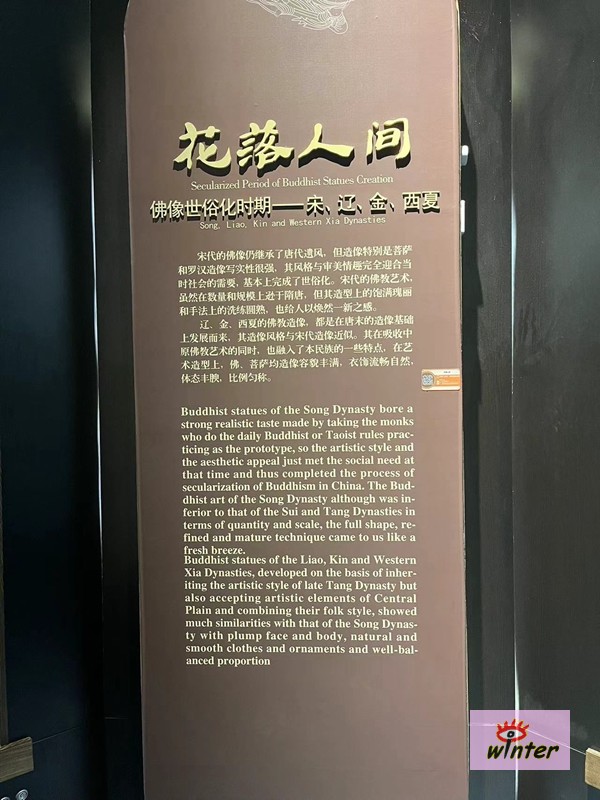 花落人间
Secularized Period of Buddhist Statues Creation
佛像世俗化时期——宋、辽、金、西夏
Song, Liao, Kin and Western Xia Dynasties
宋代的佛像仍继承了唐代遗风，但造像特别是菩萨
和罗汉造像写实性很强，其风格与审美情趣完全迎合当
时社会的需要，基本上完成了世俗化。宋代的佛教艺术，
虽然在数量和规模上逊于隋唐，但其造型上的饱满瑰丽
和手法上的洗练圆熟，也给人以焕然一新之感。
辽、金、西夏的佛教造像，都是在唐末的造像基础
上发展而来，其造像风格与宋代造像近似。其在吸收中
原佛教艺术的同时，也融入了本民族的一些特点，在艺
术造型上，佛、菩萨均造像容貌丰满，衣饰流畅自然，
体态丰腴，比例匀称。
Buddhist statues of the Song Dynasty bore a
strong realistic taste made by taking the monks
who do the daily Buddhist or Taoist rules prac-
ticing as the prototype, so the artistic style and
the aesthetic appeal just met the social need at
that time and thus completed the process of
secularization of Buddhism in China. The Bud-
dhist art of the Song Dynasty although was in-
ferior to that of the Sui and Tang Dynasties in
terms of quantity and scale, the full shape, re-
fined and mature technique came to us like a
fresh breeze.
Buddhist statues of the Liao, Kin and Western
Xia Dynasties, developed on the basis of inher-
iting the artistic style of late Tang Dynasty but
also accepting artistic elements of Central
Plain and combining their folk style, showed
much similarities with that of the Song Dynas-
ty with plump face and body, natural and
smooth clothes and ornaments and well-bal-
anced proportion
winter